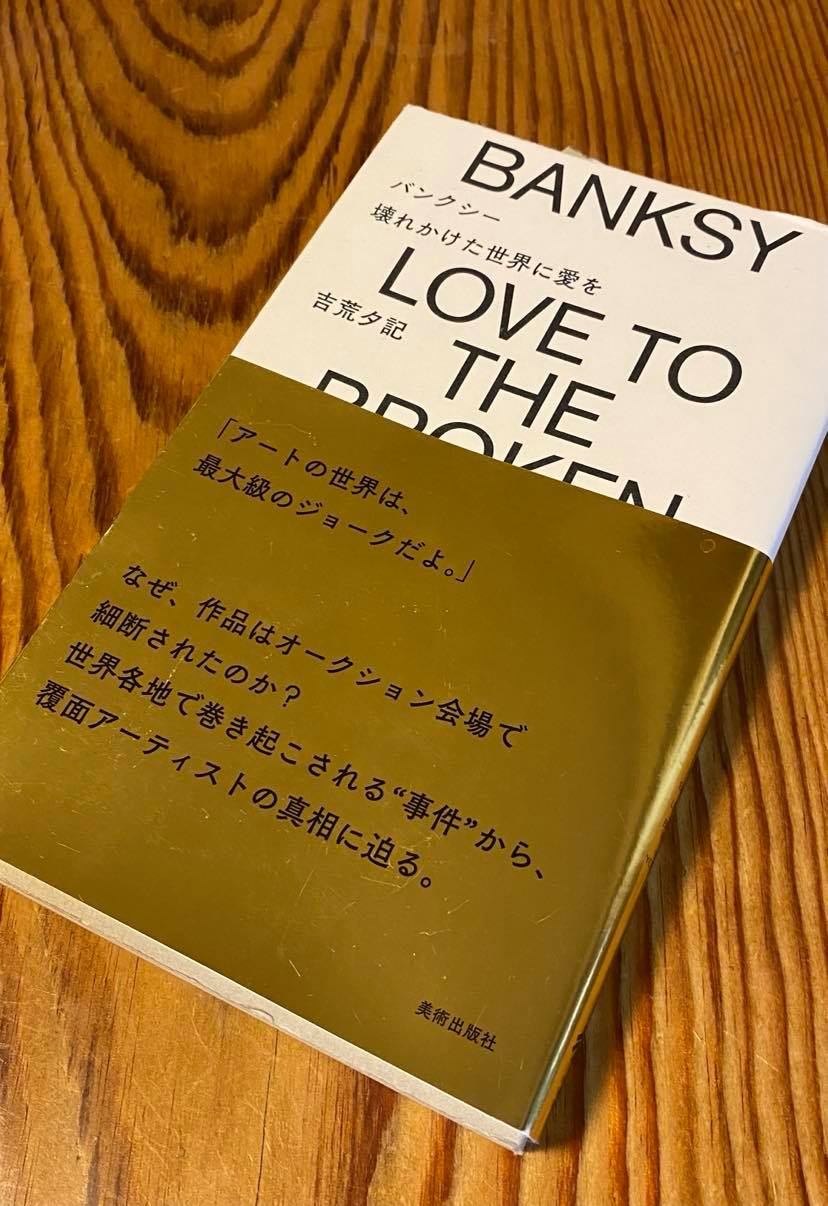 BANKSY
バンクシー
壊れかけた世界に愛を
LOVE TO
吉荒夕記
THE
BROKEN
「アートの世界は、
最大級のジョークだよ。」
なぜ、作品はオークション会場で
細断されたのか?
世界各地で巻き起こされる“事件”から、
覆面アーティストの真相に迫る。
美術出版社